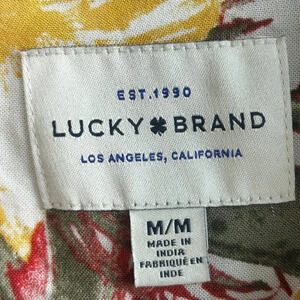 EST.1990
LUCKY BRAND
LOS ANGELES, CALIFORNIA
M/M
MADE IN
INDIA
FABRIQUÉ EN
INDE